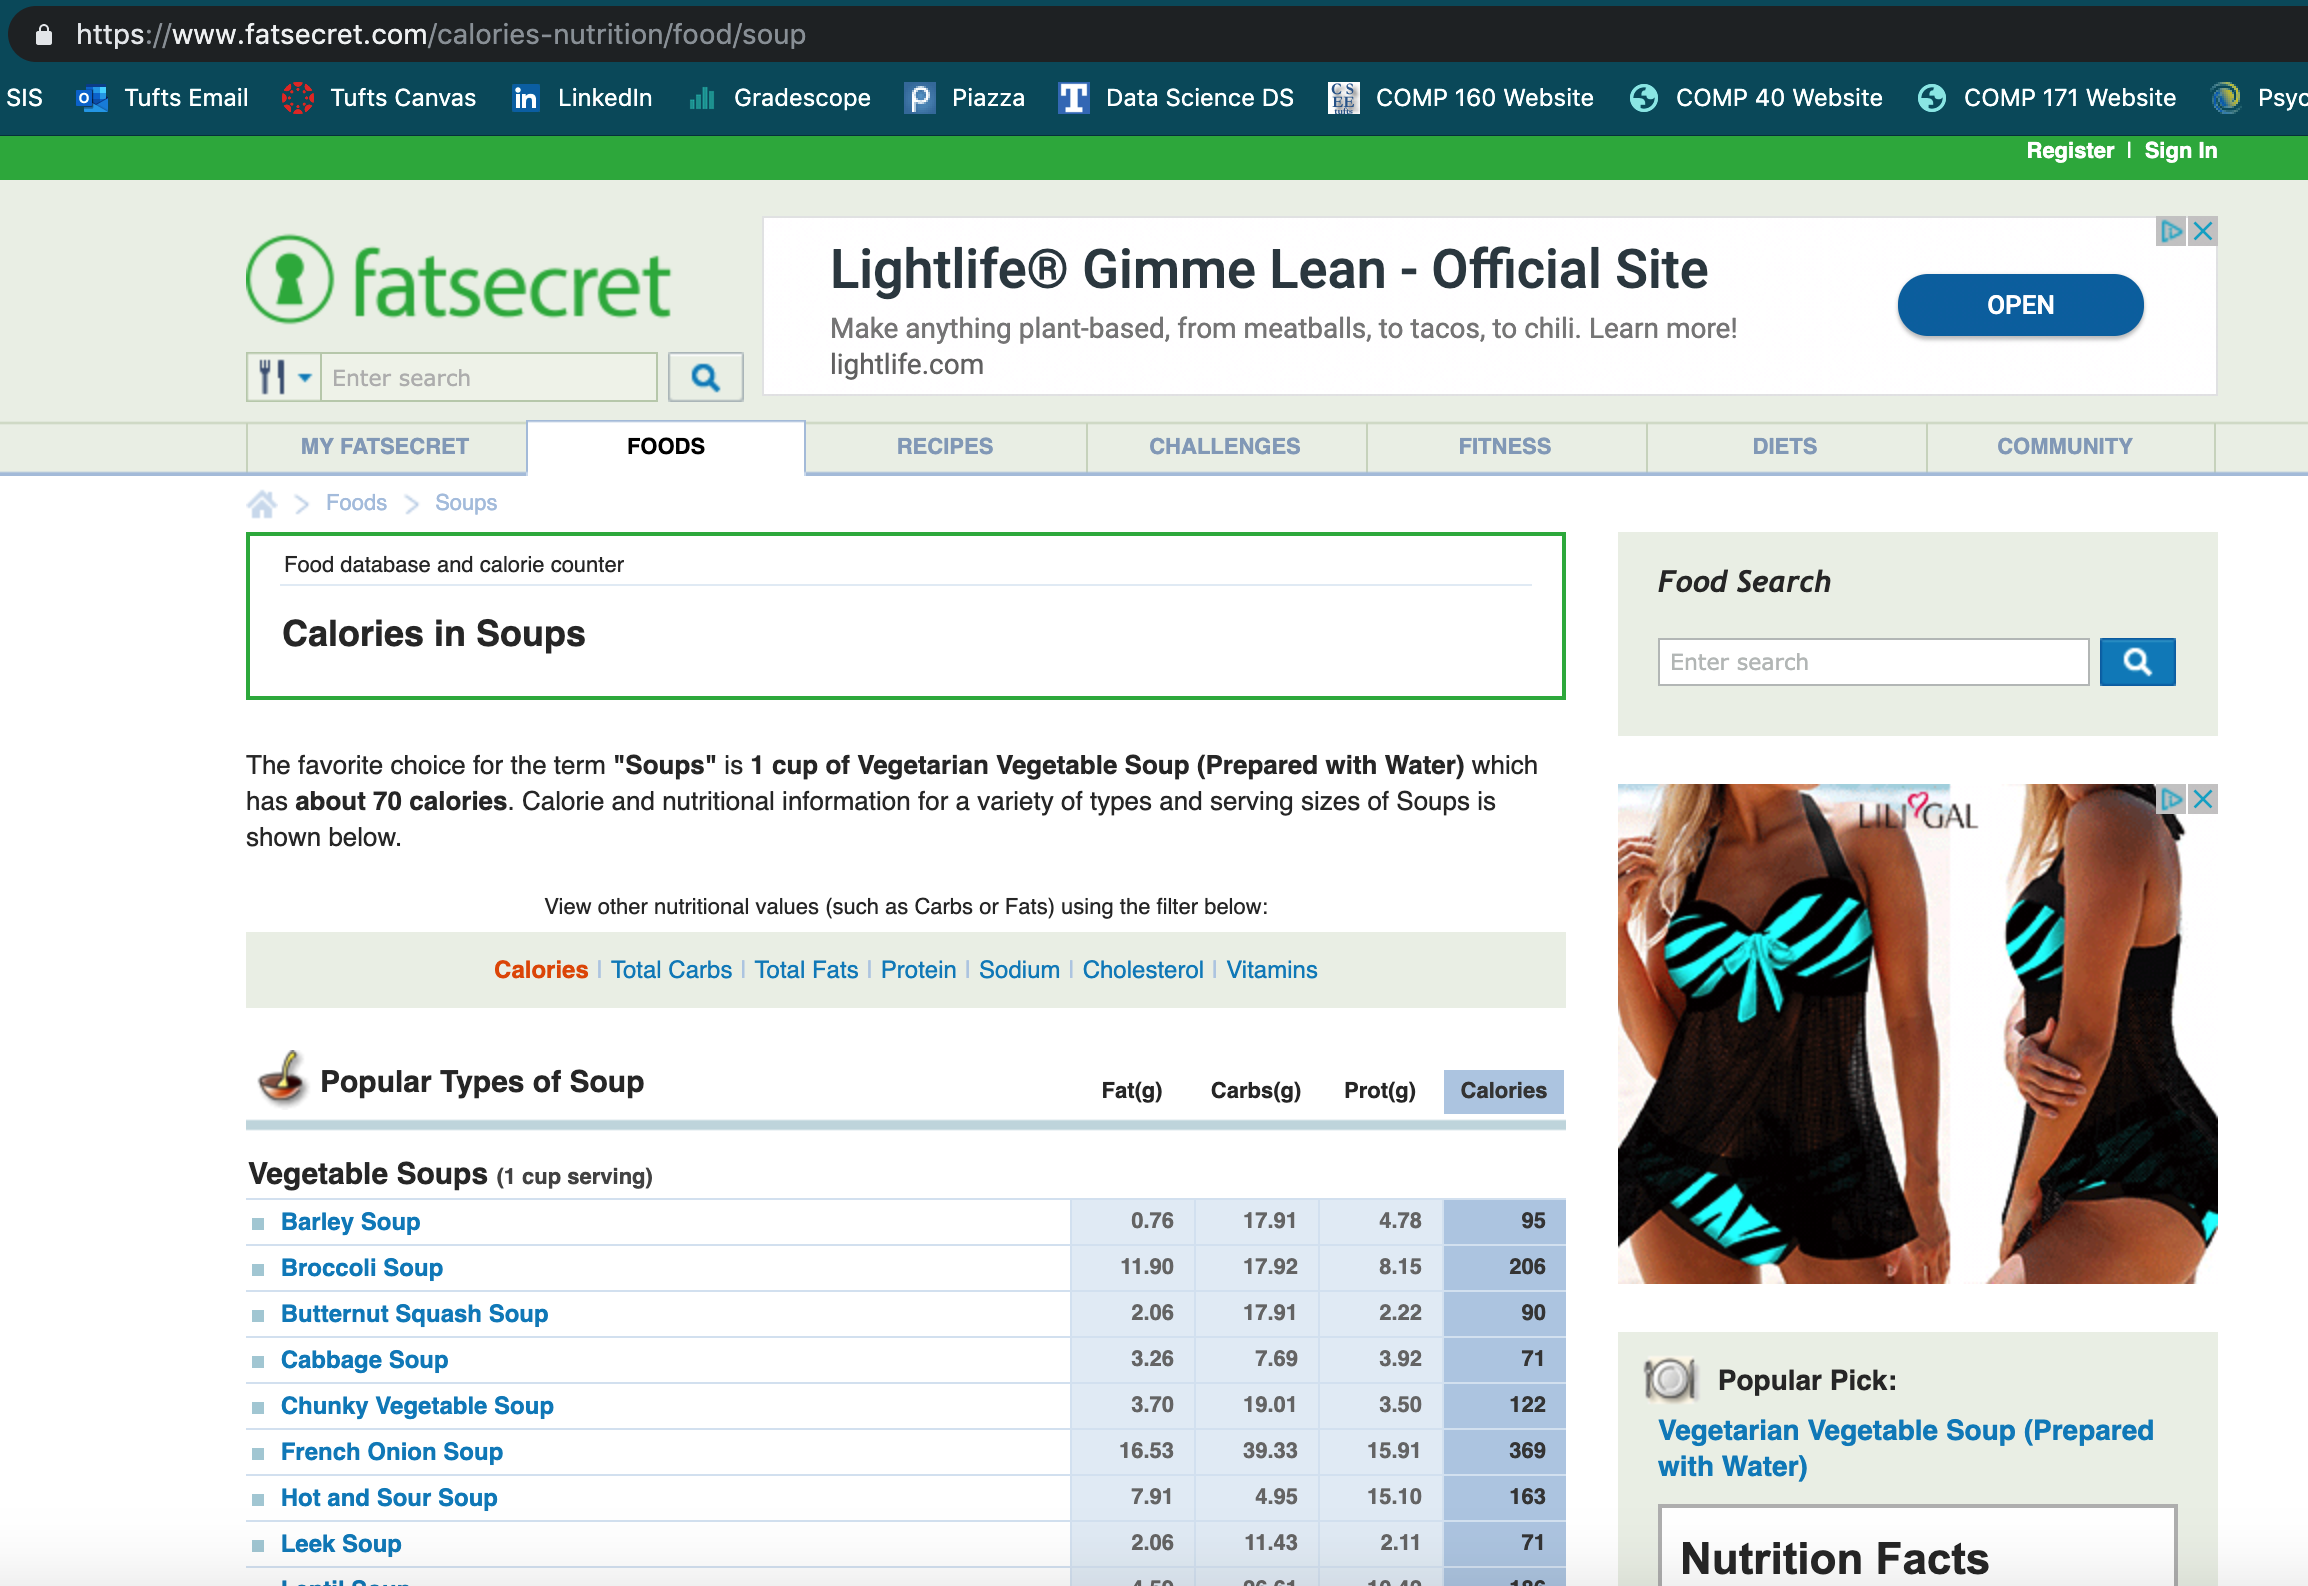 https://www.fatsecret.com/calories-nutrition/food/soup
SIS Tufts Email Tufts Canvas LinkedIn Gradescope Piazza Data Science DS COMP 160 Website COMP 40 Website COMP 171 Website
Register | Sign In
fatsecret
Enter search
Lightlife® Gimme Lean - Official Site
Make anything plant-based, from meatballs, to tacos, to chili. Learn more!
lightlife.com
OPEN
MY FATSECRET FOODS RECIPES CHALLENGES FITNESS DIETS COMMUNITY
Foods Soups
Food database and calorie counter
Calories in Soups
The favorite choice for the term "Soups" is 1 cup of Vegetarian Vegetable Soup (Prepared with Water) which
has about 70 calories. Calorie and nutritional information for a variety of types and serving sizes of Soups is
shown below.
View other nutritional values (such as Carbs or Fats) using the filter below:
Calories | Total Carbs | Total Fats | Protein | Sodium | Cholesterol | Vitamins
Popular Types of Soup Fat(g) Carbs(g) Prot(g) Calories
Vegetable Soups (1 cup serving)
Barley Soup 0.76 17.91 4.78 95
Broccoli Soup 11.90 17.92 8.15 206
Butternut Squash Soup 2.06 17.91 2.22 90
Cabbage Soup 3.26 7.69 3.92 71
Chunky Vegetable Soup 3.70 19.01 3.50 122
French Onion Soup 16.53 39.33 15.91 369
Hot and Sour Soup 7.91 4.95 15.10 163
Leek Soup 2.06 11.43 2.11 71
Food Search
Enter search
LILIGAL
Popular Pick:
Vegetarian Vegetable Soup (Prepared
with Water)
Nutrition Facts